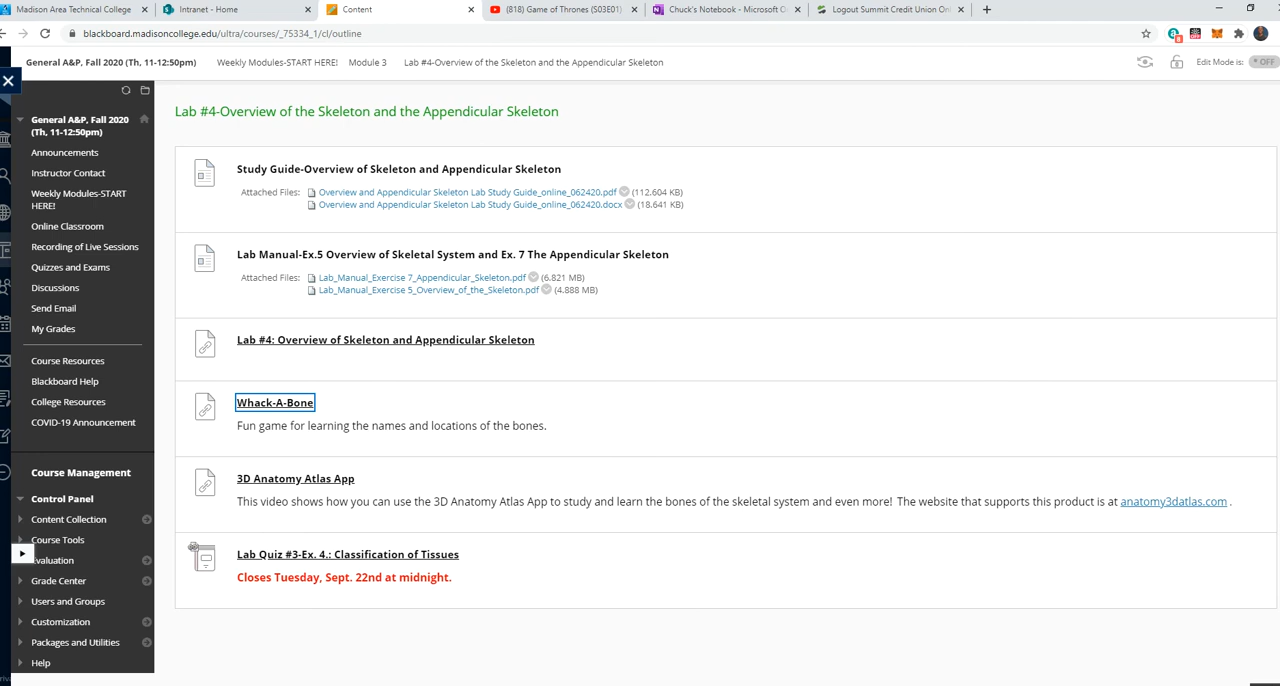 Madison Area Technical College
Intranet - Home
Content
(818) Game of Thrones (S03E01)
Chuck's Notebook - Microsoft O
Logout Summit Credit Union On
blackboard.madisoncollege.edu/ultra/courses/_75334_1/cl/outline
8
OFF
General A&P, Fall 2020 (Th, 11-12:50pm) Weekly Modules-START HERE! Module 3 Lab #4-Overview of the Skeleton and the Appendicular Skeleton
Edit Mode is: OFF
General A&P, Fall 2020
(Th, 11-12:50pm)
Announcements
Instructor Contact
Weekly Modules-START
HERE!
Online Classroom
Recording of Live Sessions
Quizzes and Exams
Discussions
Send Email
My Grades
Course Resources
Blackboard Help
College Resources
COVID-19 Announcement
Course Management
Control Panel
Content Collection
Course Tools
Evaluation
Grade Center
Users and Groups
Customization
Packages and Utilities
Help
Lab #4-Overview of the Skeleton and the Appendicular Skeleton
Study Guide-Overview of Skeleton and Appendicular Skeleton
Attached Files: Overview and Appendicular Skeleton Lab Study Guide_online_062420.pdf (112.604 KB)
Overview and Appendicular Skeleton Lab Study Guide_online_062420.docx (18.641 KB)
Lab Manual-Ex.5 Overview of Skeletal System and Ex. 7 The Appendicular Skeleton
Attached Files: Lab_Manual_Exercise 7_Appendicular_Skeleton.pdf (6.821 MB)
Lab_Manual_Exercise 5_Overview_of_the_Skeleton.pdf (4.888 MB)
Lab #4: Overview of Skeleton and Appendicular Skeleton
Whack-A-Bone
Fun game for learning the names and locations of the bones.
3D Anatomy Atlas App
This video shows how you can use the 3D Anatomy Atlas App to study and learn the bones of the skeletal system and even more! The website that supports this product is at anatomy3datlas.com .
Lab Quiz #3-Ex. 4.: Classification of Tissues
Closes Tuesday, Sept. 22nd at midnight.